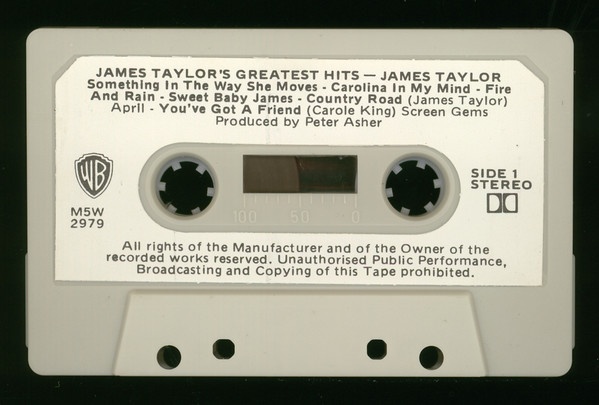 JAMES TAYLOR'S GREATEST HITS — JAMES TAYLOR
Something In The Way She Moves - Carolina In My Mind - Fire
And Rain - Sweet Baby James - Country Road (James Taylor)
April - You've Got A Friend (Carole King) Screen Gems
Produced by Peter Asher
WB
M5W
2979
SIDE 1
STEREO
100 50 0
All rights of the Manufacturer and of the Owner of the
recorded works reserved. Unauthorised Public Performance,
Broadcasting and Copying of this Tape prohibited.